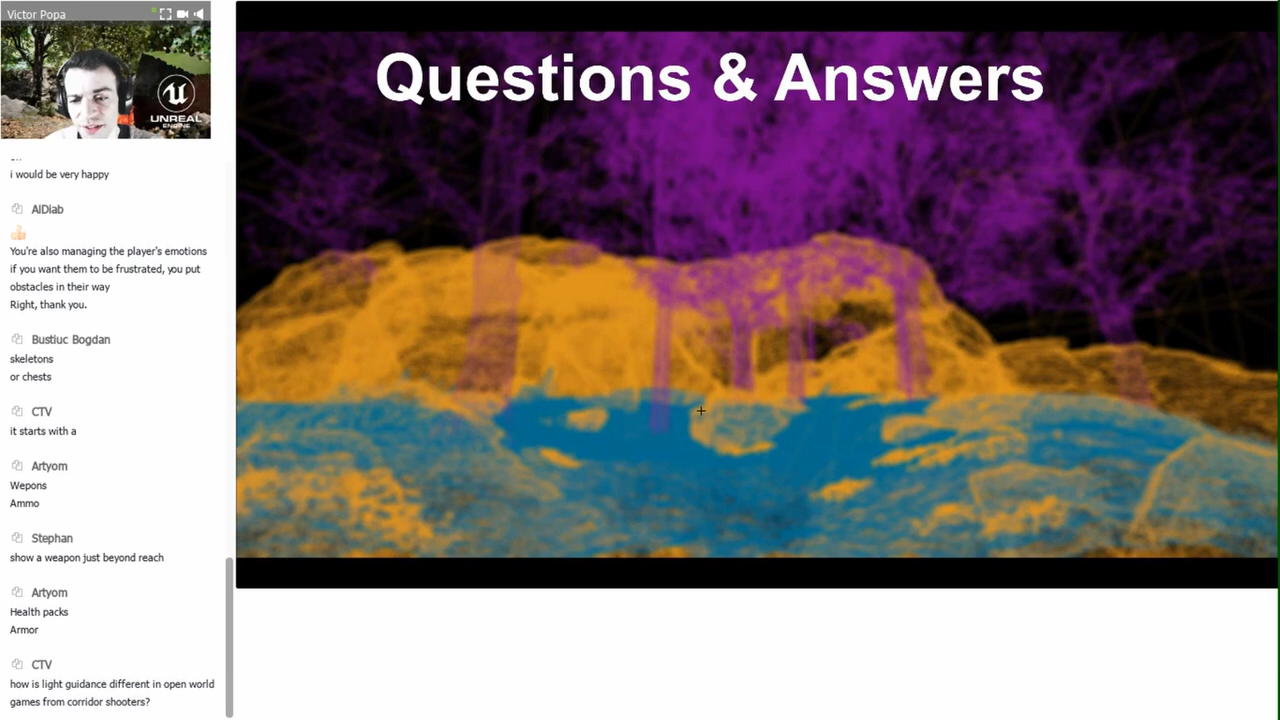 Victor Popa
UNREAL
ENGINE
Questions & Answers
i would be very happy
AlDiab
You're also managing the player's emotions
if you want them to be frustrated, you put
obstacles in their way
Right, thank you.
Bustiuc Bogdan
skeletons
or chests
CTV
it starts with a
Artyom
Wepons
Ammo
Stephan
show a weapon just beyond reach
Artyom
Health packs
Armor
CTV
how is light guidance different in open world
games from corridor shooters?